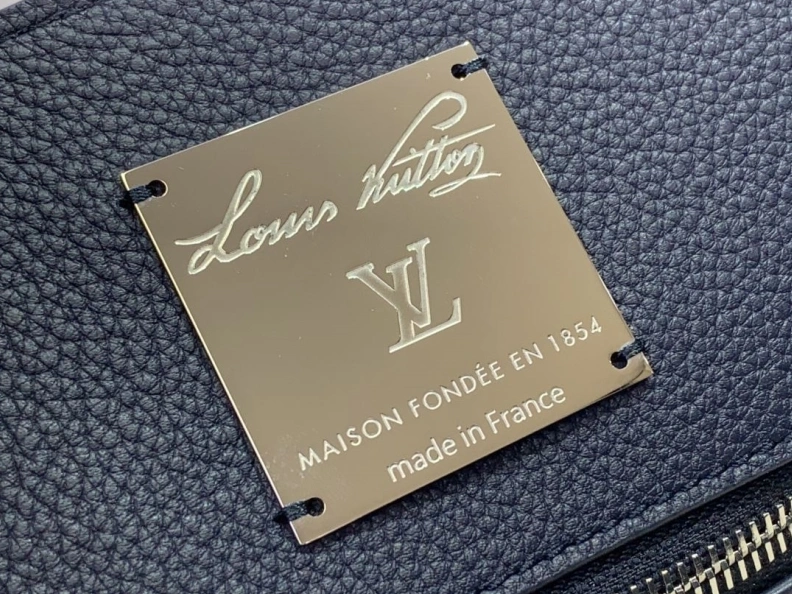 Louis Vuitton
LV
MAISON FONDÉE EN 1854
made in France